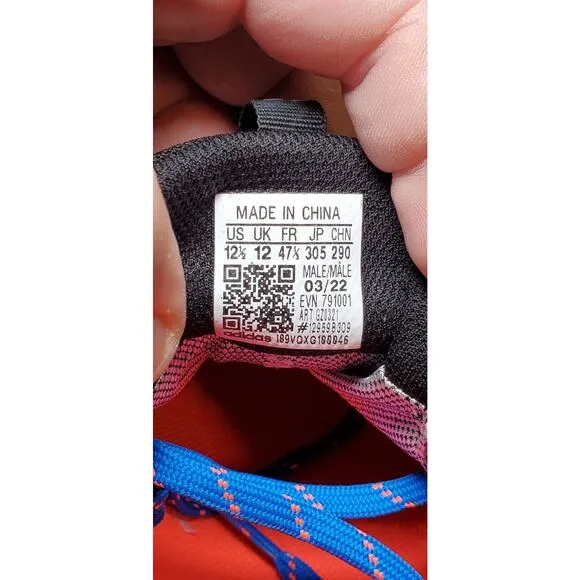 MADE IN CHINA
US UK FR JP CHN
12½ 12 47⅓ 305 290
MALE/MÂLE
03/22
EVN 791001
ART GZ0321
#129598309
adidas 189VQXG100046